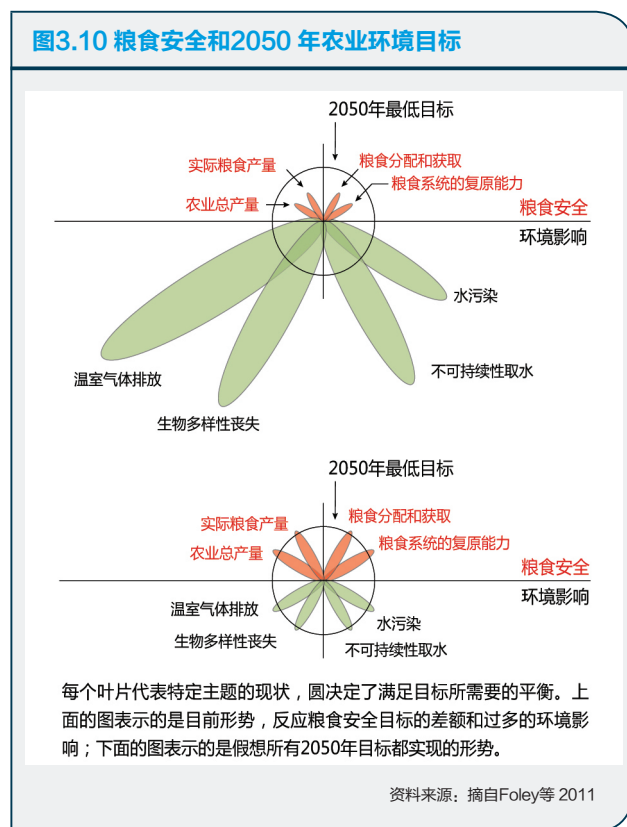 图3.10 粮食安全和2050 年农业环境目标
2050年最低目标
实际粮食产量
粮食分配和获取
粮食系统的复原能力
农业总产量
粮食安全
环境影响
水污染
温室气体排放
不可持续性取水
生物多样性丧失
2050年最低目标
实际粮食产量
粮食分配和获取
农业总产量
粮食系统的复原能力
粮食安全
环境影响
温室气体排放
水污染
生物多样性丧失
不可持续性取水
每个叶片代表特定主题的现状，圆决定了满足目标所需要的平衡。上
面的图表示的是目前形势，反应粮食安全目标的差额和过多的环境影
响；下面的图表示的是假想所有2050年目标都实现的形势。
资料来源：摘自Foley等 2011